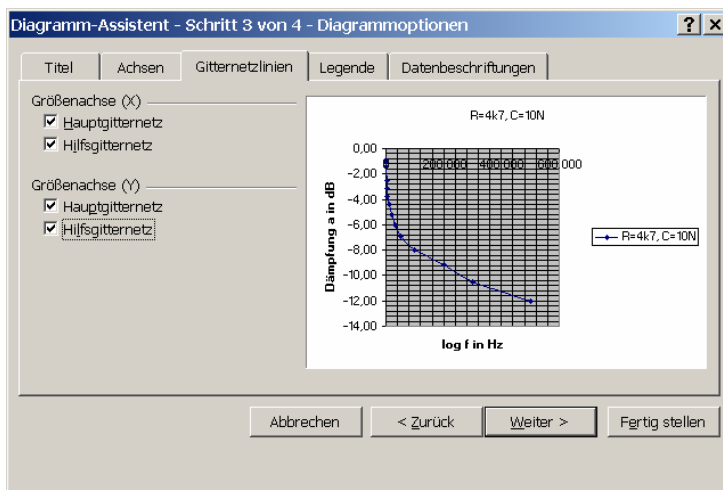 Diagramm-Assistent - Schritt 3 von 4 - Diagrammoptionen
Titel
Achsen
Gitternetzlinien
Legende
Datenbeschriftungen
Größenachse (X)
Hauptgitternetz
Hilfsgitternetz
Größenachse (Y)
Hauptgitternetz
Hilfsgitternetz
R=4k7, C=10N
0,00
-2,00
-4,00
-6,00
-8,00
-10,00
-12,00
-14,00
200.000 400.000 600.000
Dämpfung a in dB
log f in Hz
R=4k7, C=10N
Abbrechen
< Zurück
Weiter >
Fertig stellen